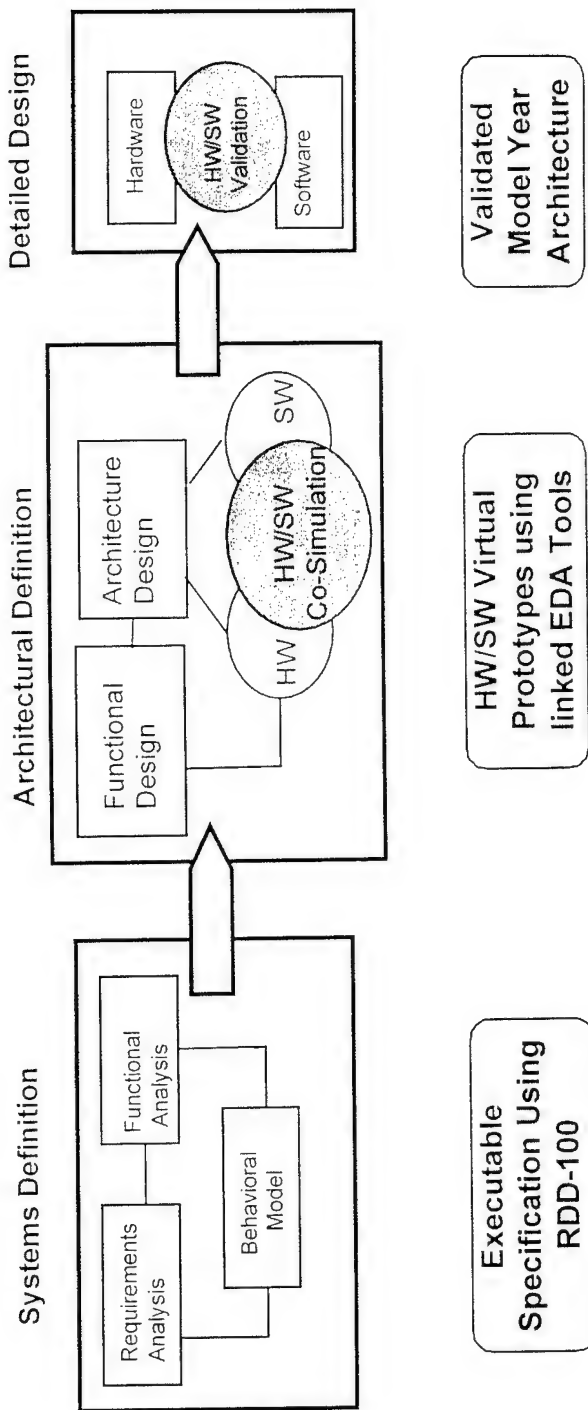 Systems Definition
Requirements
Analysis
Functional
Analysis
Behavioral
Model
Executable
Specification Using
RDD-100
Architectural Definition
Functional
Design
Architecture
Design
HW
SW
HW/SW
Co-Simulation
HW/SW Virtual
Prototypes using
linked EDA Tools
Detailed Design
Hardware
HW/SW
Validation
Software
Validated
Model Year
Architecture